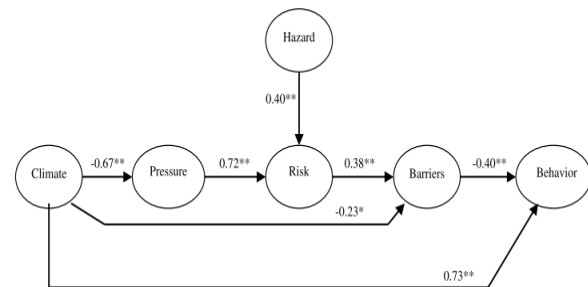 Hazard
0.40**
Climate
-0.67**
Pressure
0.72**
Risk
0.38**
Barriers
-0.40**
Behavior
-0.23*
0.73**